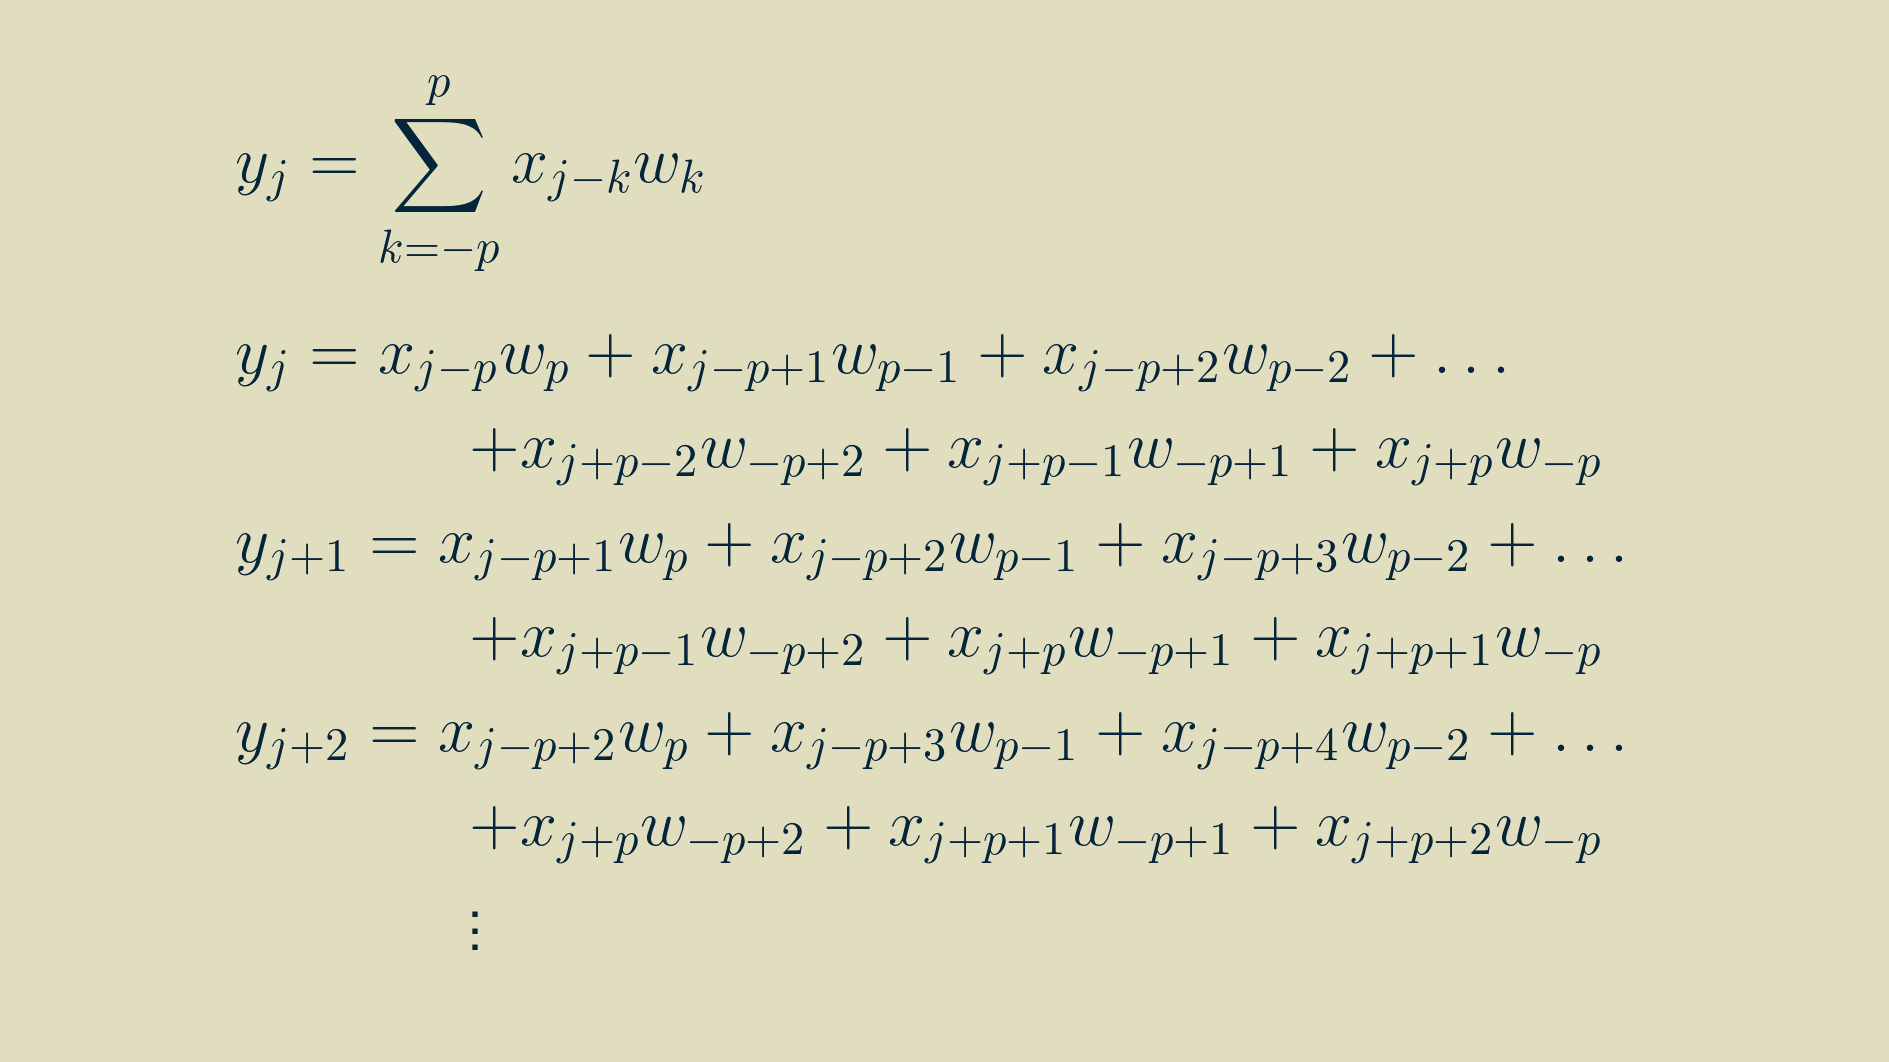 $y_j = \sum_{k=-p}^{p} x_{j-k} w_k$
$y_j = x_{j-p} w_p + x_{j-p+1} w_{p-1} + x_{j-p+2} w_{p-2} + \ldots$
$+ x_{j+p-2} w_{-p+2} + x_{j+p-1} w_{-p+1} + x_{j+p} w_{-p}$
$y_{j+1} = x_{j-p+1} w_p + x_{j-p+2} w_{p-1} + x_{j-p+3} w_{p-2} + \ldots$
$+ x_{j+p-1} w_{-p+2} + x_{j+p} w_{-p+1} + x_{j+p+1} w_{-p}$
$y_{j+2} = x_{j-p+2} w_p + x_{j-p+3} w_{p-1} + x_{j-p+4} w_{p-2} + \ldots$
$+ x_{j+p} w_{-p+2} + x_{j+p+1} w_{-p+1} + x_{j+p+2} w_{-p}$
$\vdots$